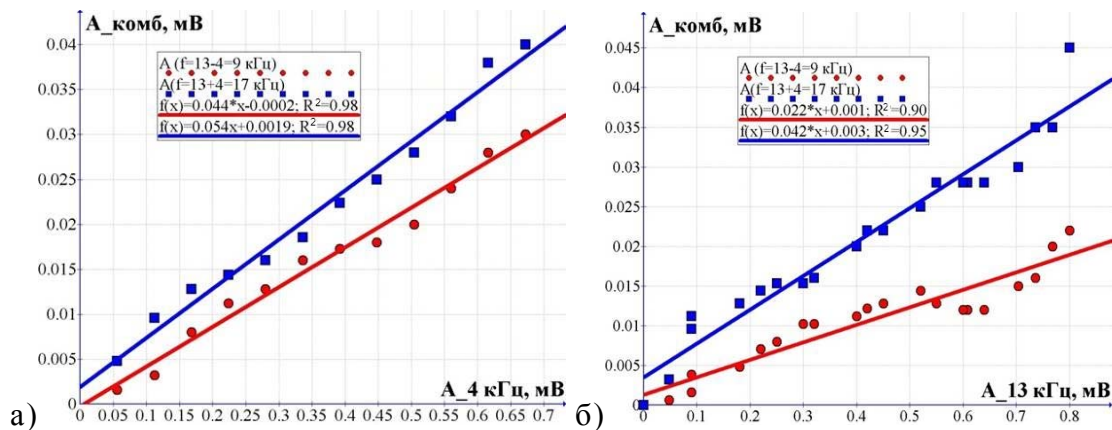 A_комб, мВ
0.04
0.035
0.03
0.025
0.02
0.015
0.01
0.005
0
A (f=13-4=9 кГц)
A(f=13+4=17 кГц)
f(x)=0.044*x-0.0002; R²=0.98
f(x)=0.054x+0.0019; R²=0.98
A_4 кГц, мВ
0.05 0.1 0.15 0.2 0.25 0.3 0.35 0.4 0.45 0.5 0.55 0.6 0.65 0.7
а)
A_комб, мВ
0.045
0.04
0.035
0.03
0.025
0.02
0.015
0.01
0.005
0
A (f=13-4=9 кГц)
A (f=13+4=17 кГц)
f(x)=0.022*x+0.001; R²=0.90
f(x)=0.042*x+0.003; R²=0.95
A_13 кГц, мВ
0.1 0.2 0.3 0.4 0.5 0.6 0.7 0.8
б)